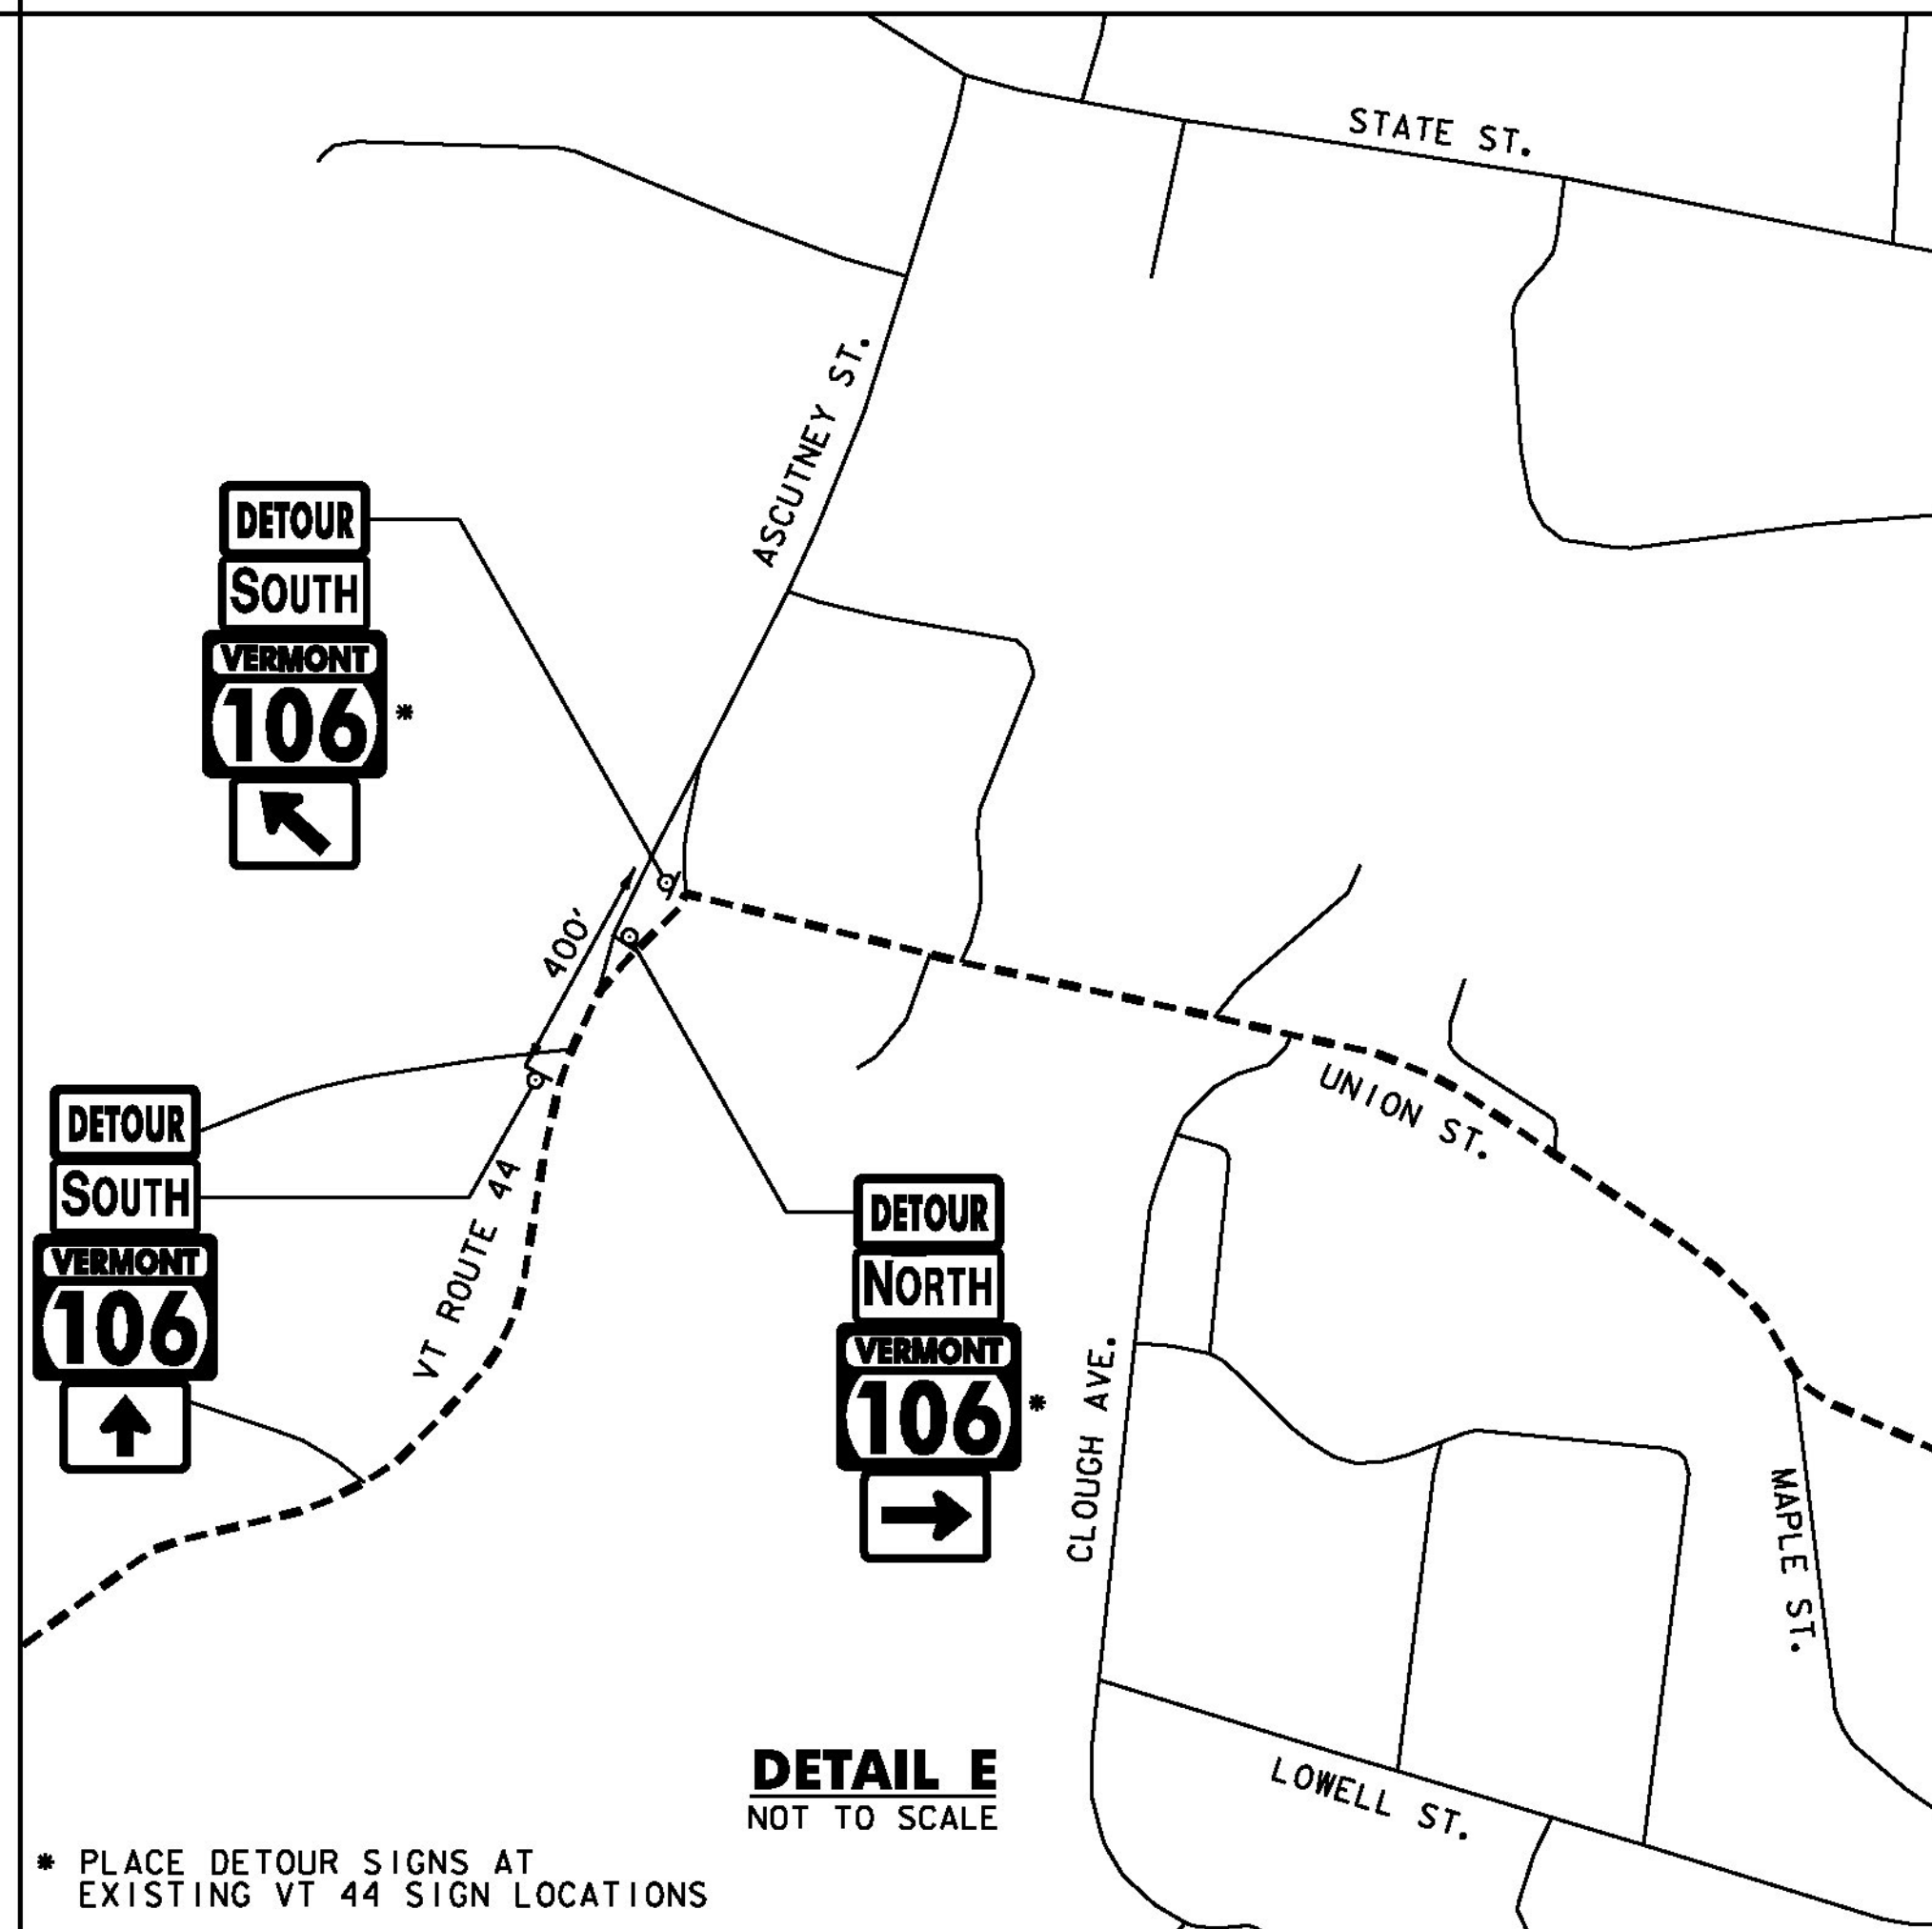 STATE ST.
ASCUTNEY ST.
DETOUR
SOUTH
VERMONT
106 *
400'
DETOUR
SOUTH
VERMONT
106
VT ROUTE 44
UNION ST.
DETOUR
NORTH
VERMONT
106 *
CLOUGH AVE.
MAPLE ST.
LOWELL ST.
DETAIL E
NOT TO SCALE
* PLACE DETOUR SIGNS AT
EXISTING VT 44 SIGN LOCATIONS